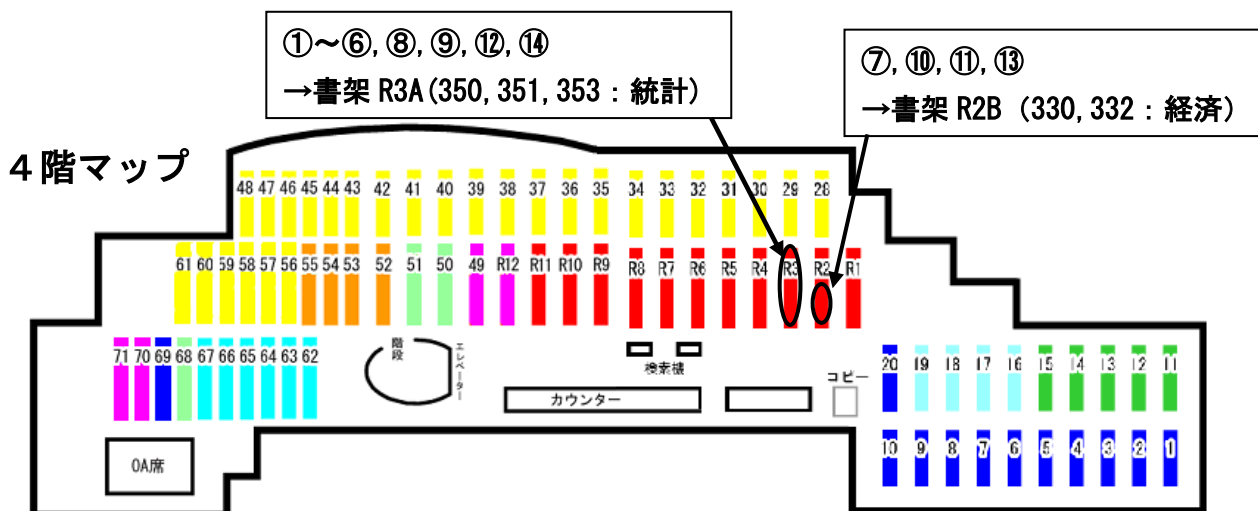 ①～⑥, ⑧, ⑨, ⑫, ⑭
→書架 R3A(350, 351, 353 : 統計)
⑦, ⑩, ⑪, ⑬
→書架 R2B (330, 332 : 経済)
４階マップ
48 47 46 45 44 43 42 41 40 39 38 37 36 35 34 33 32 31 30 29 28
61 60 59 58 57 56 55 54 53 52 51 50 49 R12 R11 R10 R9 R8 R7 R6 R5 R4 R3 R2 R1
71 70 69 68 67 66 65 64 63 62
階段
エレベーター
検索機
カウンター
コピー
20 19 18 17 16 15 14 13 12 11
10 9 8 7 6 5 4 3 2 1
OA席